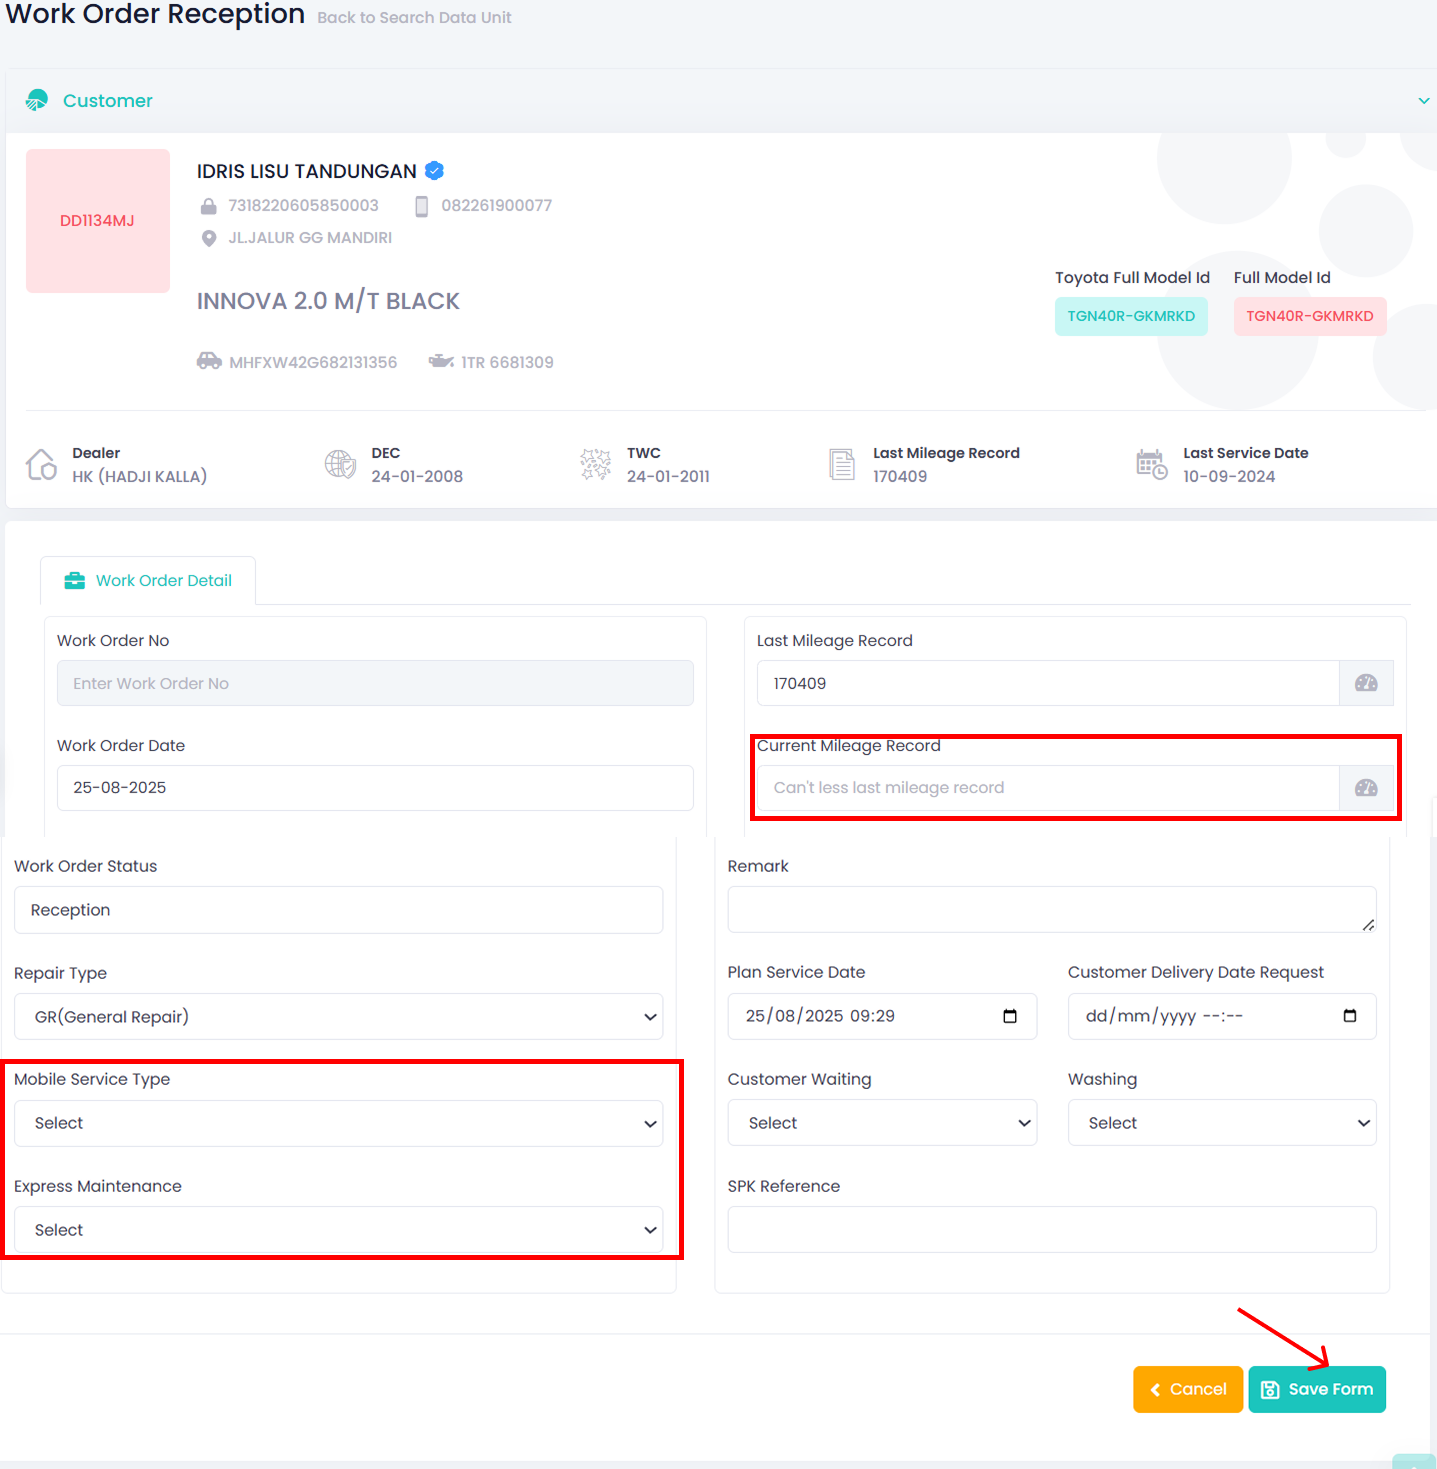 Work Order Reception Back to Search Data Unit
Customer
DD1134MJ
IDRIS LISU TANDUNGAN
7318220605850003 082261900077
JL.JALUR GG MANDIRI
INNOVA 2.0 M/T BLACK
Toyota Full Model Id Full Model Id
TGN40R-GKMRKD TGN40R-GKMRKD
MHFXW42G682131356 1TR 6681309
Dealer
HK (HADJI KALLA)
DEC
24-01-2008
TWC
24-01-2011
Last Mileage Record
170409
Last Service Date
10-09-2024
Work Order Detail
Work Order No
Enter Work Order No
Work Order Date
25-08-2025
Last Mileage Record
170409
Current Mileage Record
Can't less last mileage record
Work Order Status
Reception
Repair Type
GR(General Repair)
Mobile Service Type
Select
Express Maintenance
Select
Remark
Plan Service Date Customer Delivery Date Request
25/08/2025 09:29 dd/mm/yyyy --:--
Customer Waiting Washing
Select Select
SPK Reference
Cancel Save Form